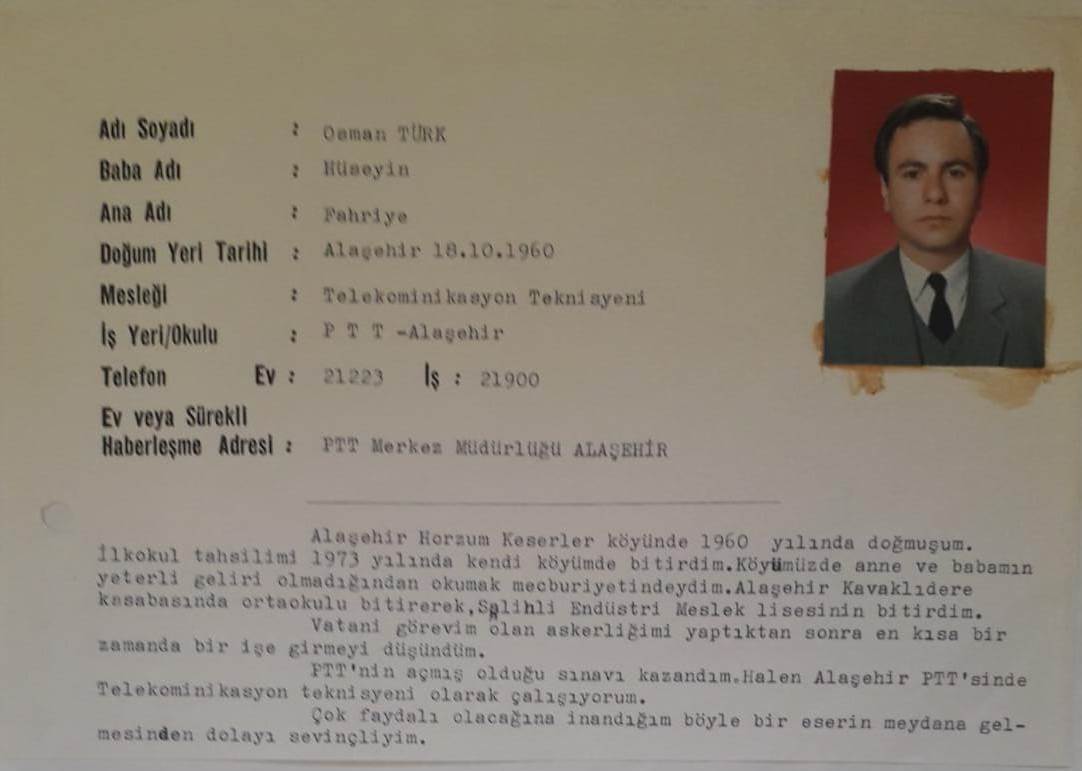 Adı Soyadı : Osman TÜRK
Baba Adı : Hüseyin
Ana Adı : Fahriye
Doğum Yeri Tarihi : Alaşehir 18.10.1960
Mesleği : Telekominikasyon Teknisyeni
İş Yeri/Okulu : P T T -Alaşehir
Telefon Ev : 21223 İş : 21900
Ev veya Sürekli
Haberleşme Adresi : PTT Merkez Müdürlüğü ALAŞEHİR
Alaşehir Horzum Keserler köyünde 1960 yılında doğmuşum.
İlkokul tahsilimi 1973 yılında kendi köyümde bitirdim.Köyümüzde anne ve babamın
yeterli geliri olmadığından okumak mecburiyetindeydim.Alaşehir Kavaklıdere
kasabasında ortaokulu bitirerek,Salihli Endüstri Meslek lisesinin bitirdim.
Vatani görevim olan askerliğimi yaptıktan sonra en kısa bir
zamanda bir işe girmeyi düşündüm.
PTT'nin açmış olduğu sınavı kazandım.Halen Alaşehir PTT'sinde
Telekominikasyon teknisyeni olarak çalışıyorum.
Çok faydalı olacağına inandığım böyle bir eserin meydana gel-
mesinden dolayı sevinçliyim.